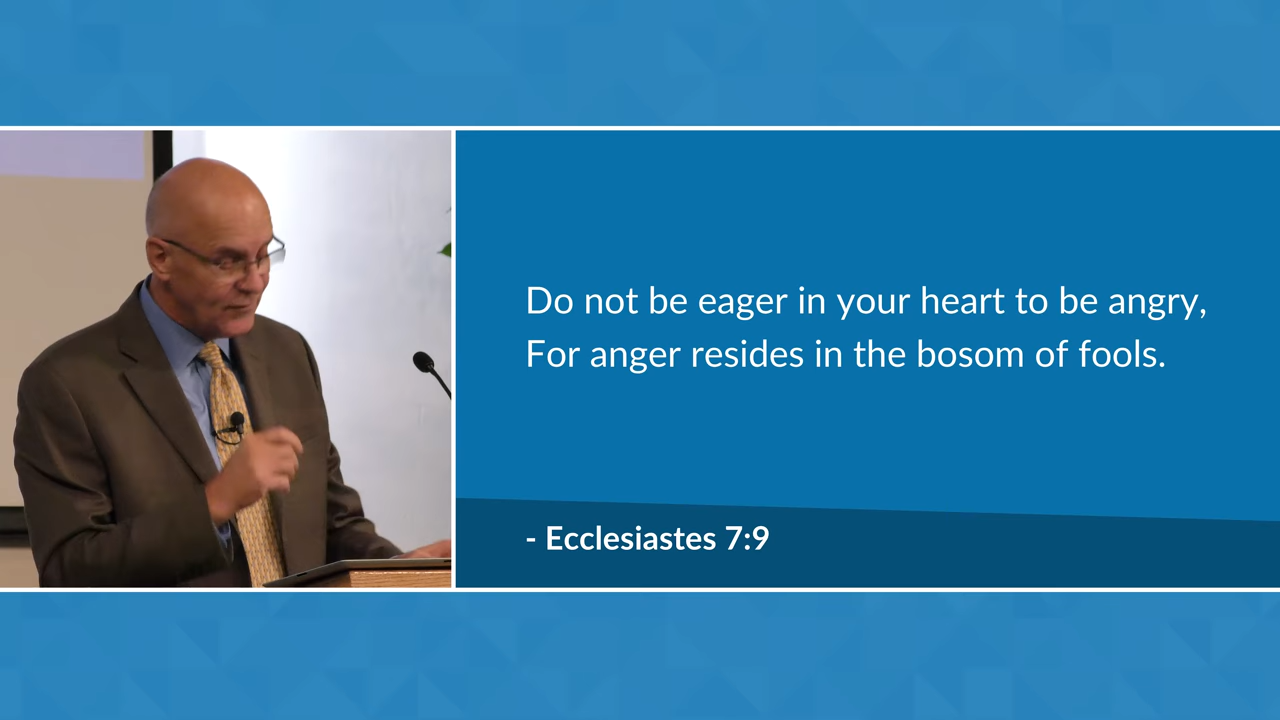 Do not be eager in your heart to be angry,
For anger resides in the bosom of fools.
- Ecclesiastes 7:9